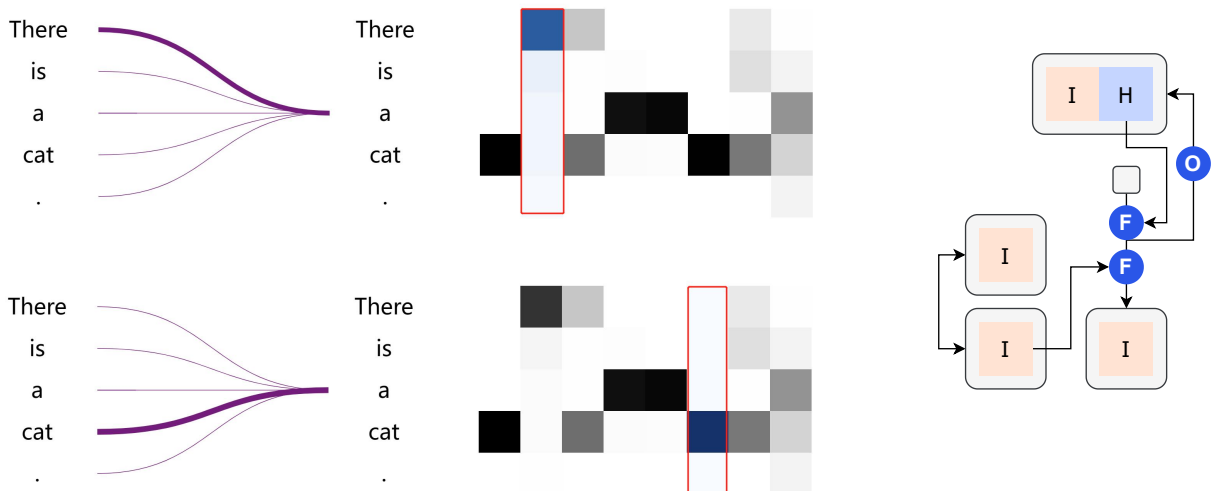 There There
is is
a a
cat cat
. .
There There
is is
a a
cat cat
. .
I H
O
F
F
I
I I